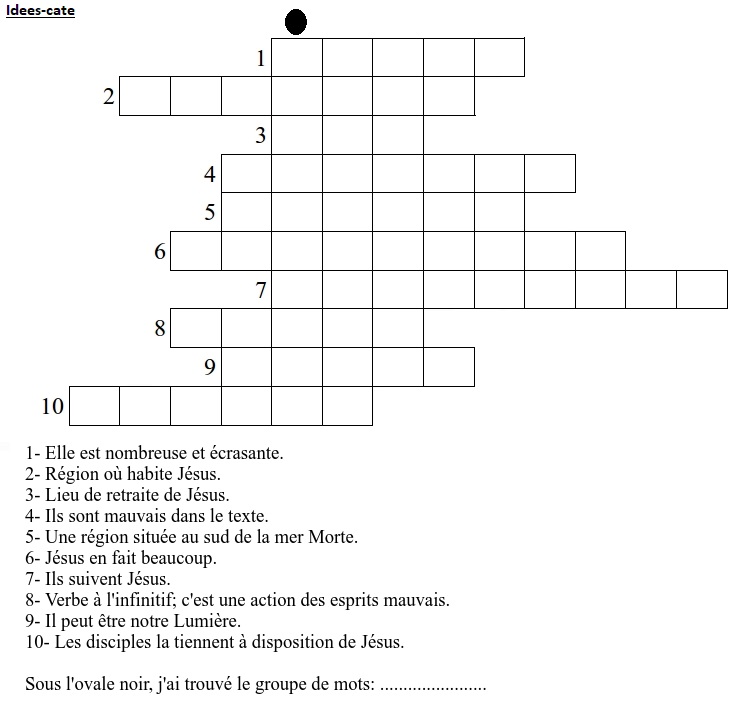 Idees-cate
1
2
3
4
5
6
7
8
9
10
1- Elle est nombreuse et écrasante.
2- Région où habite Jésus.
3- Lieu de retraite de Jésus.
4- Ils sont mauvais dans le texte.
5- Une région située au sud de la mer Morte.
6- Jésus en fait beaucoup.
7- Ils suivent Jésus.
8- Verbe à l'infinitif; c'est une action des esprits mauvais.
9- Il peut être notre Lumière.
10- Les disciples la tiennent à disposition de Jésus.
Sous l'ovale noir, j'ai trouvé le groupe de mots: .......................